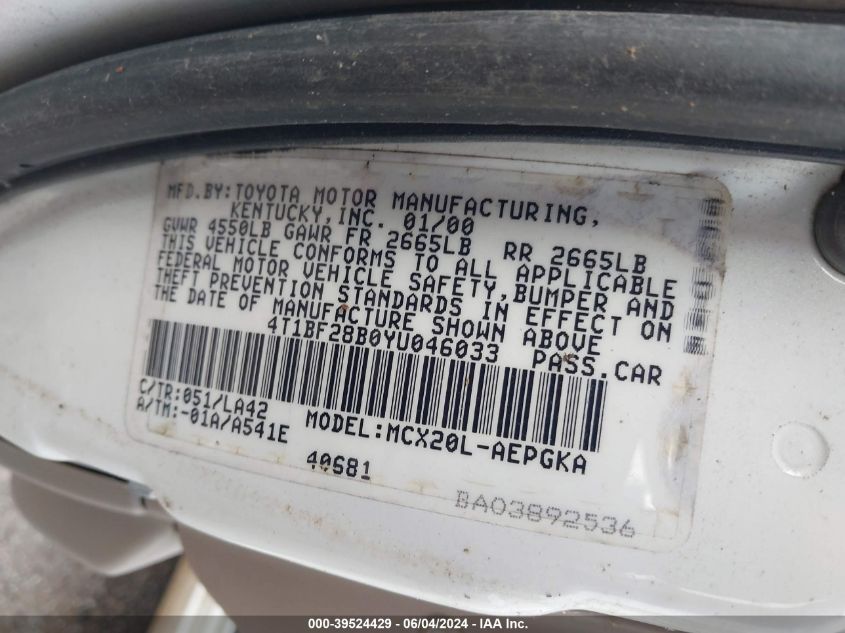 MFD.BY:TOYOTA MOTOR MANUFACTURING,
KENTUCKY,INC. 01/00
GVWR 4550LB GAWR FR 2665LB RR 2665LB
THIS VEHICLE CONFORMS TO ALL APPLICABLE
FEDERAL MOTOR VEHICLE SAFETY,BUMPER AND
THEFT PREVENTION STANDARDS IN EFFECT ON
THE DATE OF MANUFACTURE SHOWN ABOVE
4T1BF28B0YU046033 PASS.CAR
C/TR:051/LA42
A/TM:-01A/A541E
MODEL:MCX20L-AEPGKA
40681
BA03892536
000-39524429 - 06/04/2024 - IAA Inc.